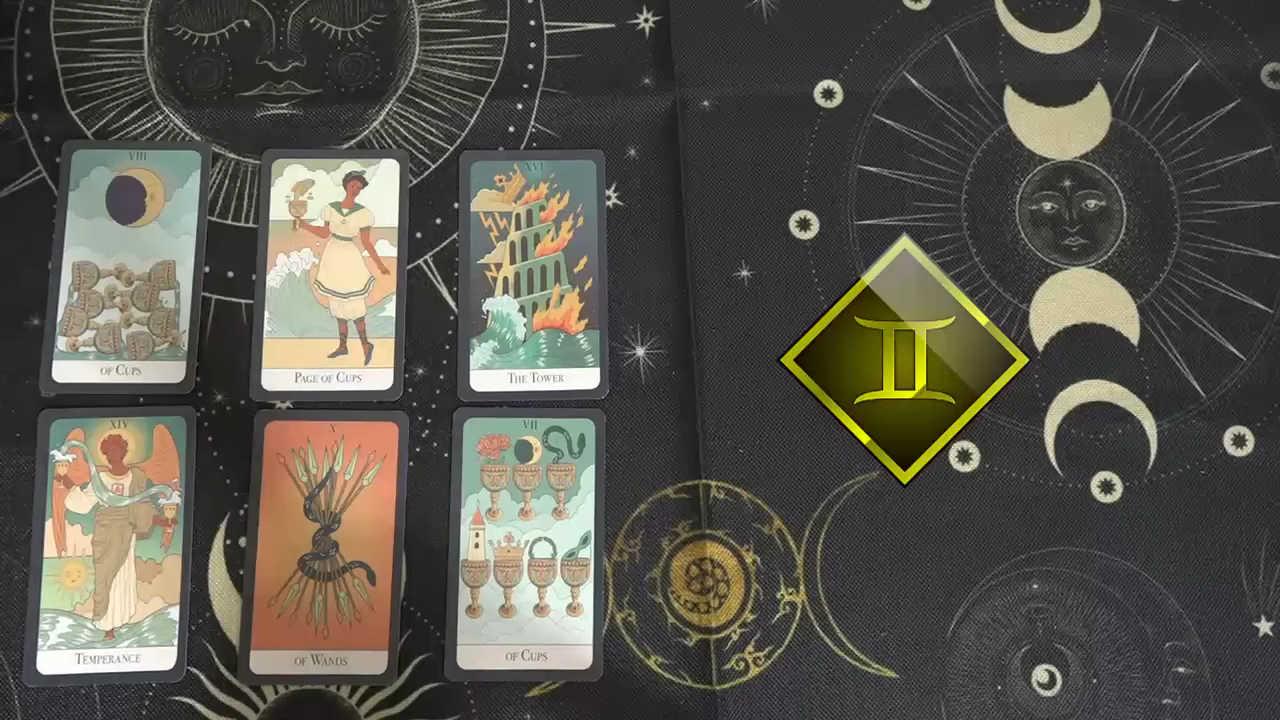 VIII
OF CUPS
PAGE OF CUPS
XVI
THE TOWER
XIV
TEMPERANCE
X
OF WANDS
VII
OF CUPS